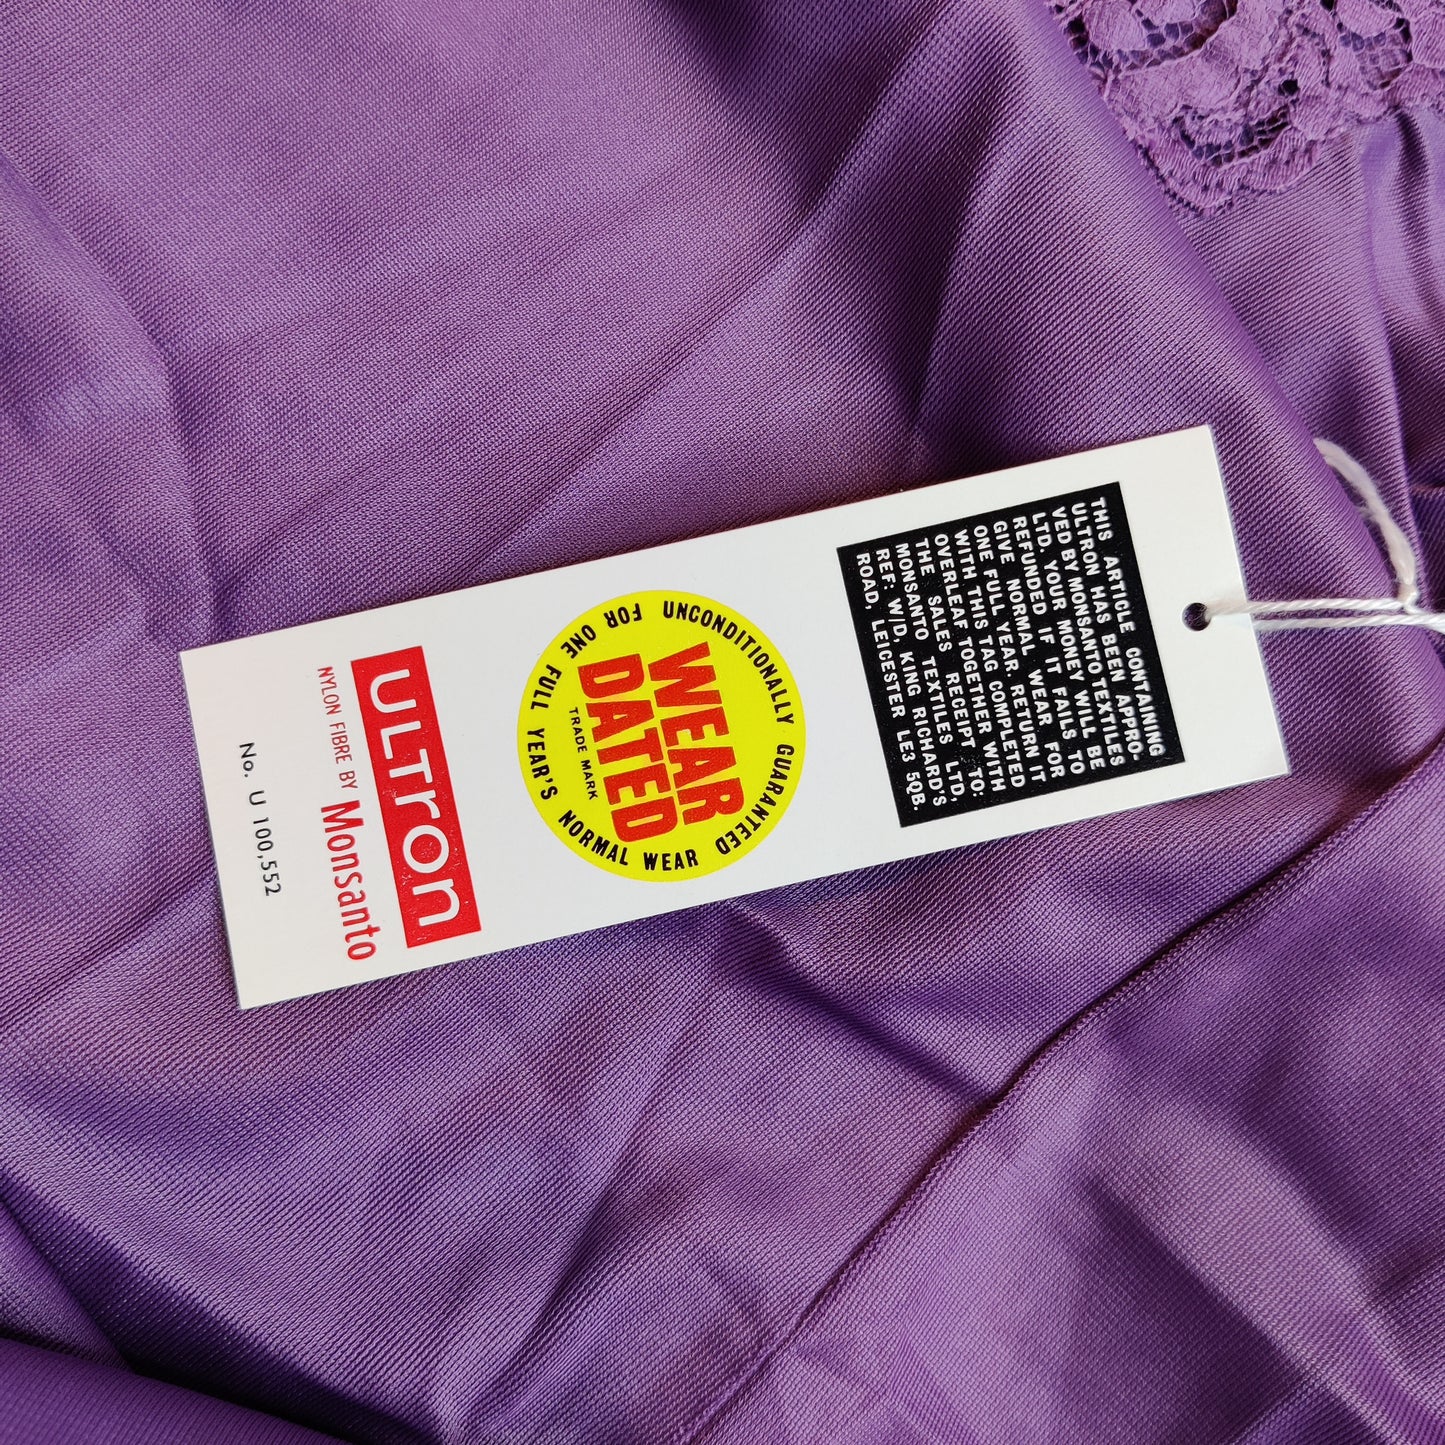 THIS ARTICLE CONTAINING
ULTRON HAS BEEN APPRO-
VED BY MONSANTO TEXTILES
LTD. YOUR MONEY WILL BE
REFUNDED IF IT FAILS TO
GIVE NORMAL WEAR FOR
ONE FULL YEAR. RETURN IT
WITH THIS TAG COMPLETED
OVERLEAF TOGETHER WITH
THE SALES RECEIPT TO:
MONSANTO TEXTILES LTD,
REF: W/D, KING RICHARD'S
ROAD, LEICESTER LE3 5QB.
UNCONDITIONALLY GUARANTEED
WEAR
DATED
TRADE MARK
FOR ONE FULL YEAR'S NORMAL WEAR
ULTRON
NYLON FIBRE BY Monsanto
No. U 100,552